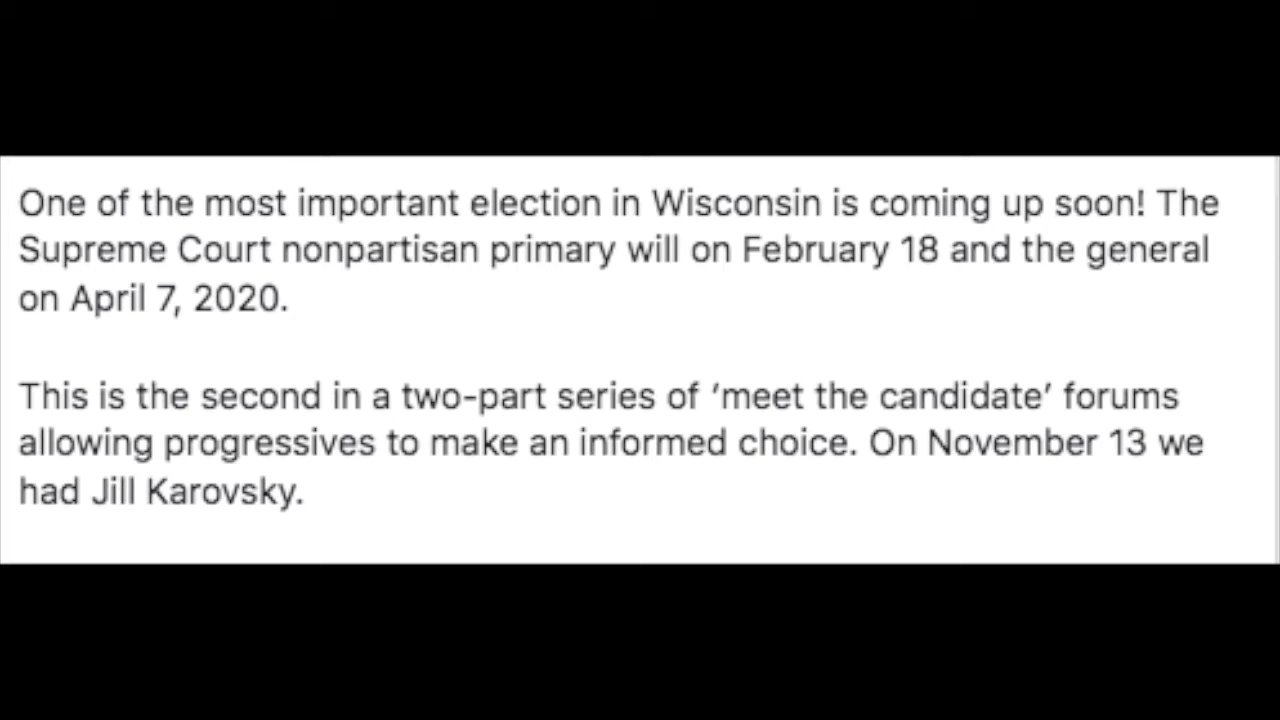 One of the most important election in Wisconsin is coming up soon! The
Supreme Court nonpartisan primary will on February 18 and the general
on April 7, 2020.
This is the second in a two-part series of ‘meet the candidate’ forums
allowing progressives to make an informed choice. On November 13 we
had Jill Karovsky.